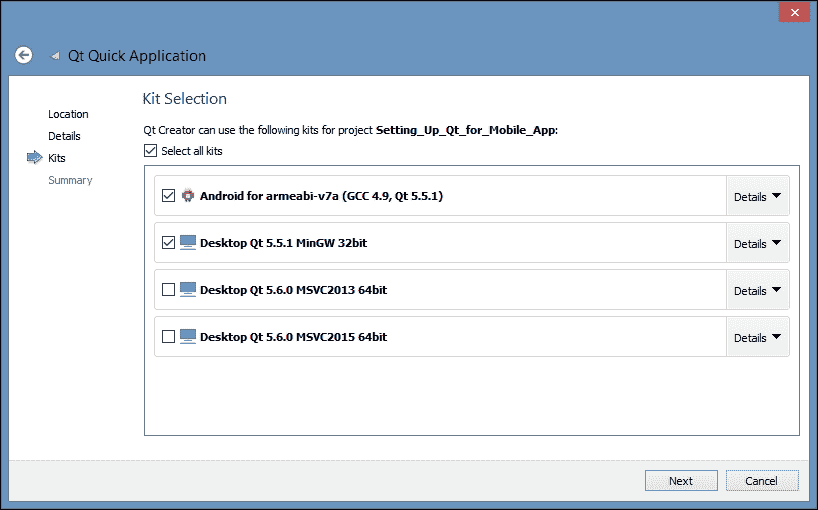 Qt Quick Application
Location
Details
Kits
Summary
Kit Selection
Qt Creator can use the following kits for project Setting_Up_Qt_for_Mobile_App:
Select all kits
Android for armeabi-v7a (GCC 4.9, Qt 5.5.1) Details
Desktop Qt 5.5.1 MinGW 32bit Details
Desktop Qt 5.6.0 MSVC2013 64bit Details
Desktop Qt 5.6.0 MSVC2015 64bit Details
Next Cancel